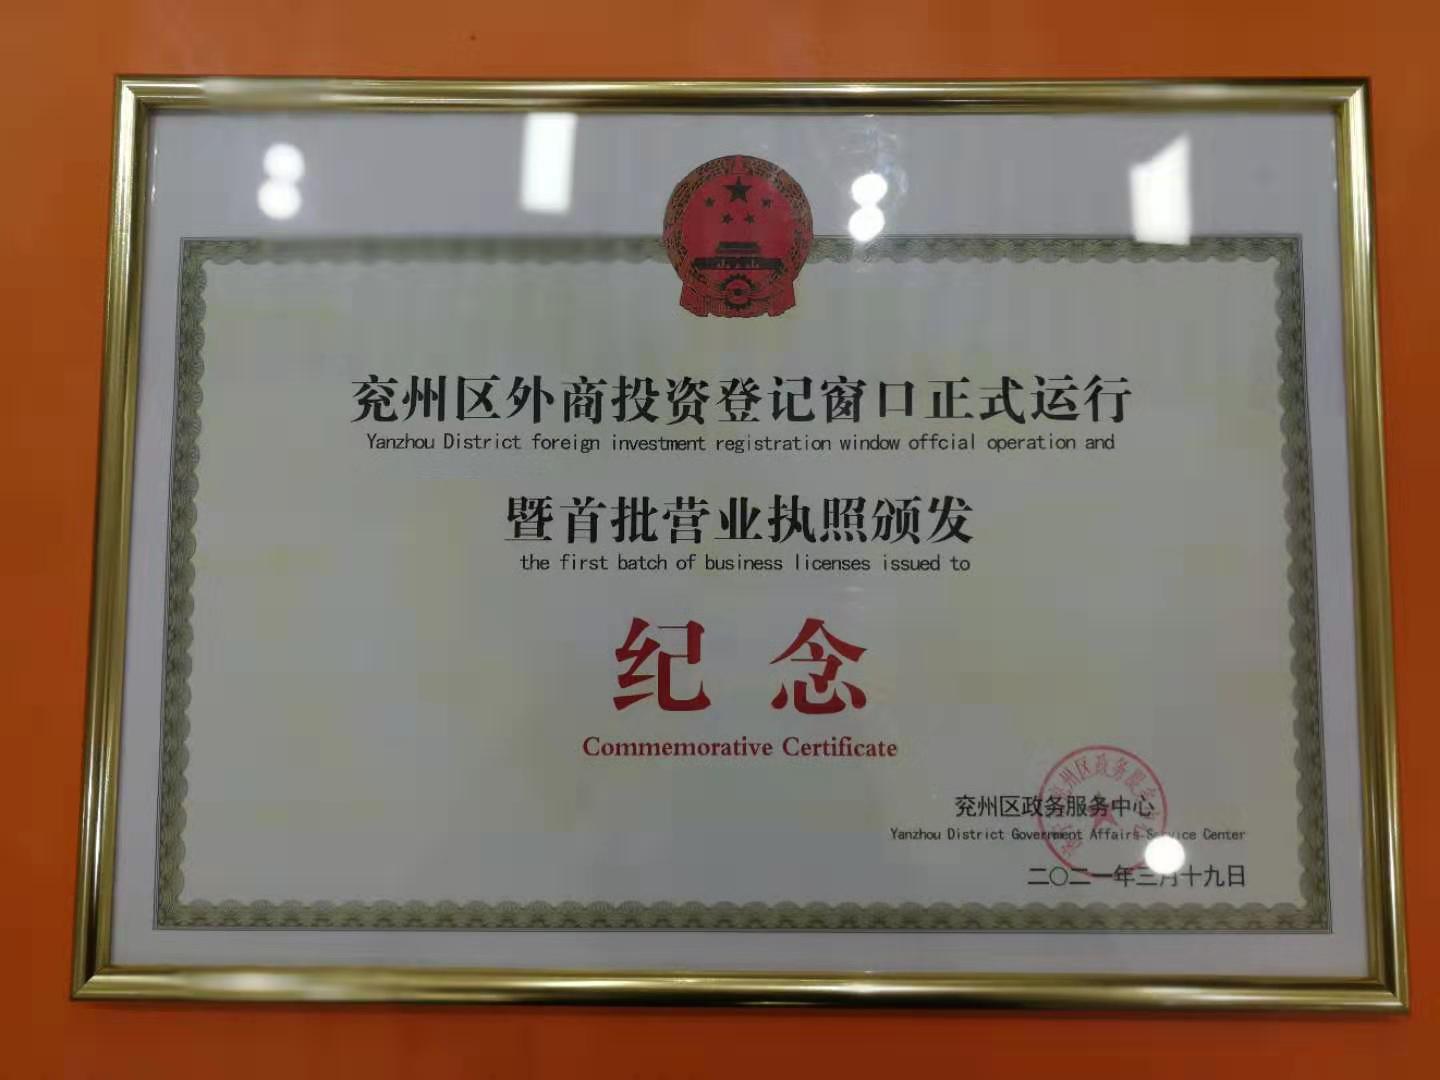 兖州区外商投资登记窗口正式运行
Yanzhou District foreign investment registration window offcial operation and
暨首批营业执照颁发
the first batch of business licenses issued to
纪念
Commemorative Certificate
兖州区政务服务中心
Yanzhou District Government Affairs Service Center
二〇二一年三月十九日